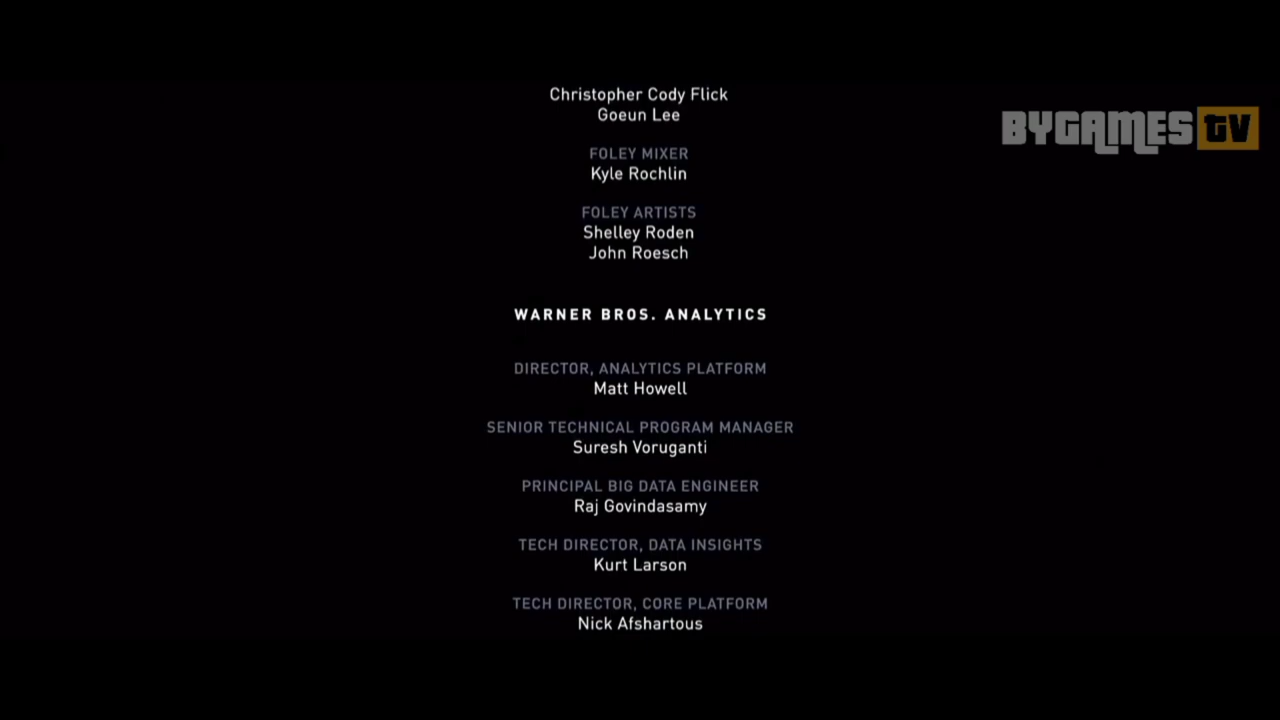 Christopher Cody Flick
Goeun Lee
BYGAMES TV
FOLEY MIXER
Kyle Rochlin
FOLEY ARTISTS
Shelley Roden
John Roesch
WARNER BROS. ANALYTICS
DIRECTOR, ANALYTICS PLATFORM
Matt Howell
SENIOR TECHNICAL PROGRAM MANAGER
Suresh Voruganti
PRINCIPAL BIG DATA ENGINEER
Raj Govindasamy
TECH DIRECTOR, DATA INSIGHTS
Kurt Larson
TECH DIRECTOR, CORE PLATFORM
Nick Afshartous